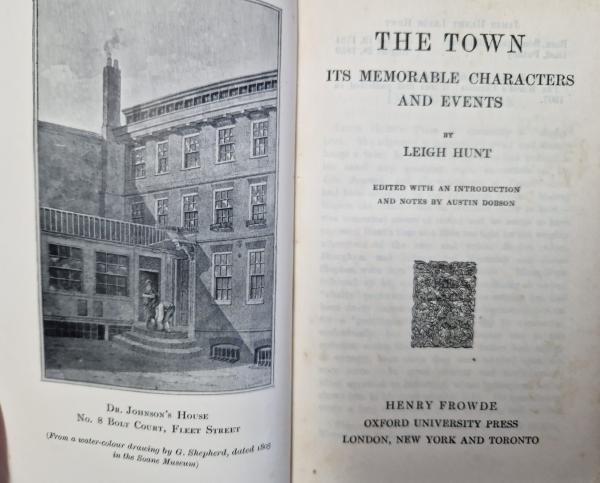 Dr. Johnson's House
No. 8 Bolt Court, Fleet Street
(From a water-colour drawing by G. Shepherd, dated 1808
in the Soane Museum)
THE TOWN
ITS MEMORABLE CHARACTERS
AND EVENTS
BY
LEIGH HUNT
EDITED WITH AN INTRODUCTION
AND NOTES BY AUSTIN DOBSON
HENRY FROWDE
OXFORD UNIVERSITY PRESS
LONDON, NEW YORK AND TORONTO